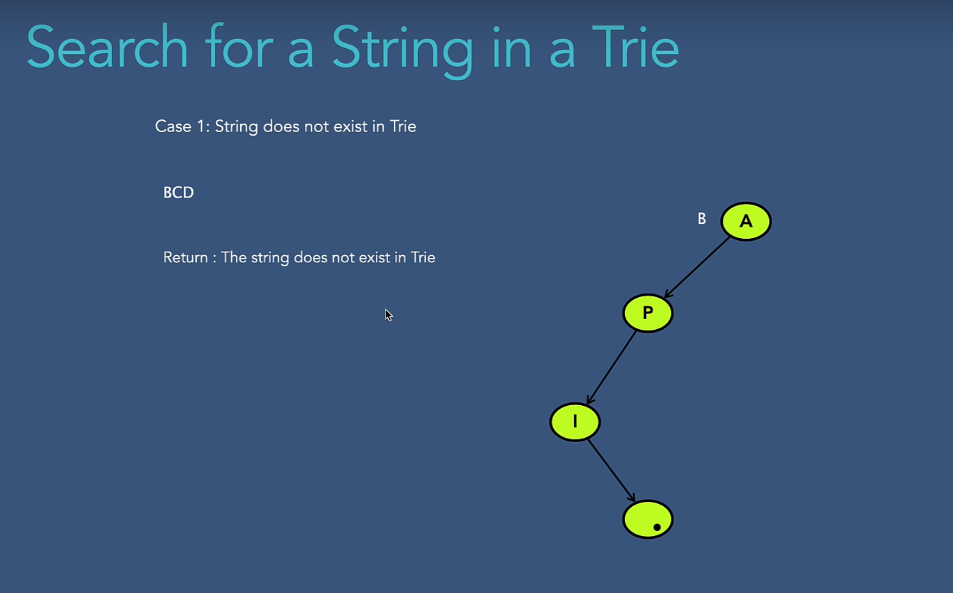 Search for a String in a Trie
Case 1: String does not exist in Trie
BCD
B
A
Return : The string does not exist in Trie
P
I